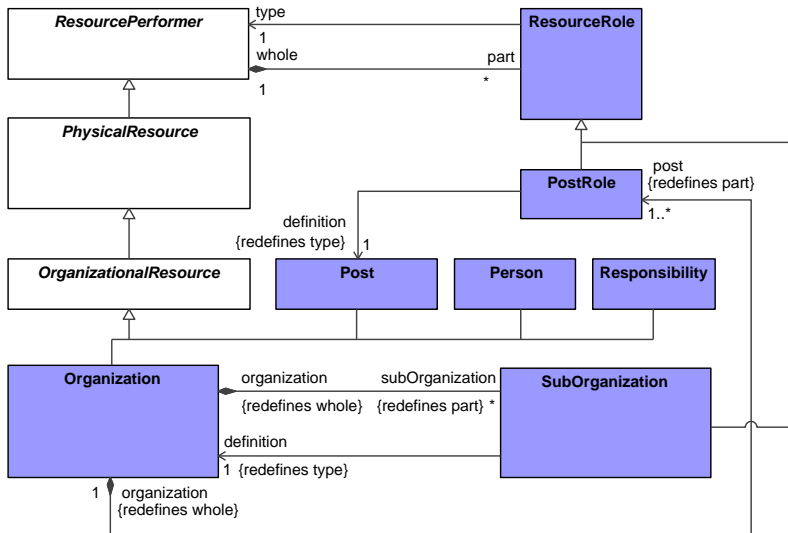 ResourcePerformer
type
1
ResourceRole
whole
part
1
*
PhysicalResource
PostRole
post
{redefines part}
1..*
definition
{redefines type}
1
OrganizationalResource
Post
Person
Responsibility
Organization
organization
subOrganization
{redefines whole}
{redefines part}
*
SubOrganization
definition
1
{redefines type}
1
organization
{redefines whole}